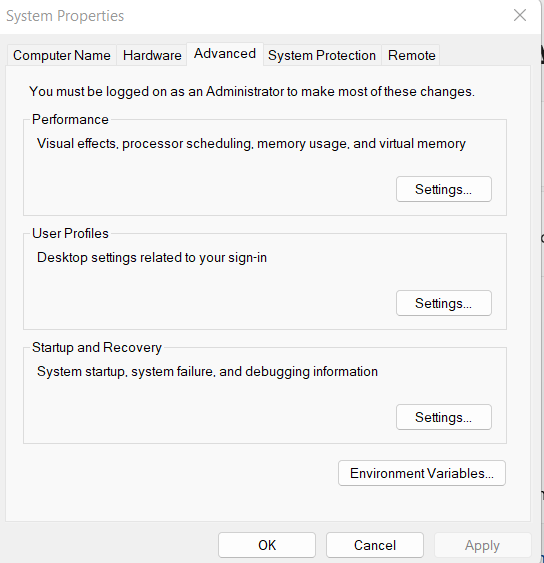 System Properties
Computer Name Hardware Advanced System Protection Remote
You must be logged on as an Administrator to make most of these changes.
Performance
Visual effects, processor scheduling, memory usage, and virtual memory
Settings...
User Profiles
Desktop settings related to your sign-in
Settings...
Startup and Recovery
System startup, system failure, and debugging information
Settings...
Environment Variables...
OK Cancel Apply